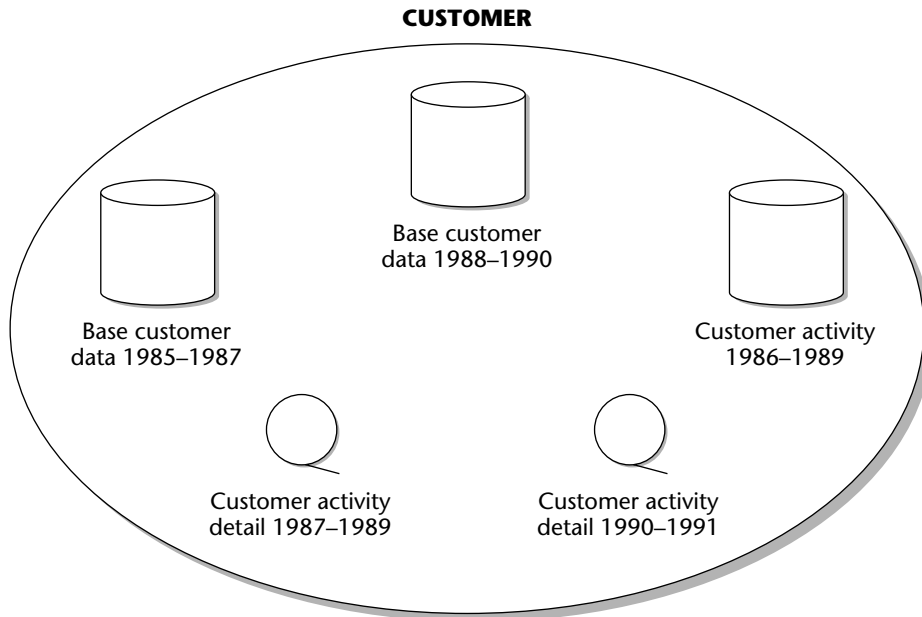 CUSTOMER
Base customer
data 1988–1990
Base customer
data 1985–1987
Customer activity
1986–1989
Customer activity
detail 1987–1989
Customer activity
detail 1990–1991